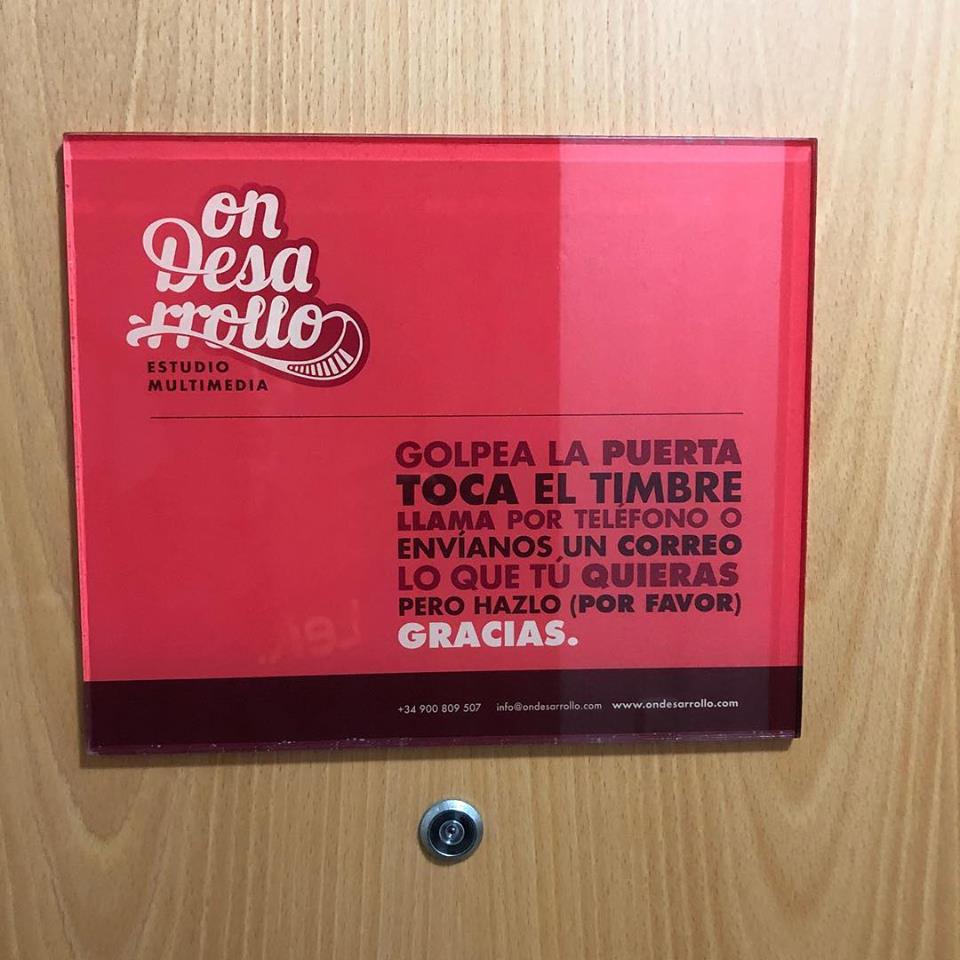 on
Desa
rrollo
ESTUDIO
MULTIMEDIA
GOLPEA LA PUERTA
TOCA EL TIMBRE
LLAMA POR TELÉFONO O
ENVÍANOS UN CORREO
LO QUE TÚ QUIERAS
PERO HAZLO (POR FAVOR)
GRACIAS.
+34 900 809 507 info@ondesarrollo.com www.ondesarrollo.com